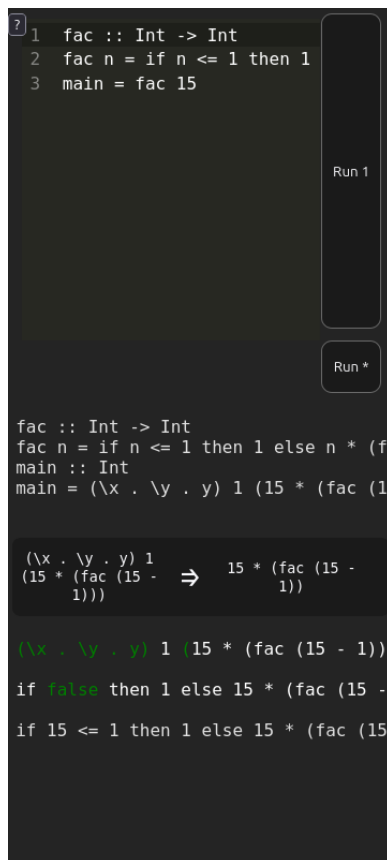 ?
1 fac :: Int -> Int
2 fac n = if n <= 1 then 1
3 main = fac 15
Run 1
Run *
fac :: Int -> Int
fac n = if n <= 1 then 1 else n * (f
main :: Int
main = (\x . \y . y) 1 (15 * (fac (1
(\x . \y . y) 1
(15 * (fac (15 -
1)))
⇒
15 * (fac (15 -
1))
(\x . \y . y) 1 (15 * (fac (15 - 1))
if false then 1 else 15 * (fac (15 -
if 15 <= 1 then 1 else 15 * (fac (15